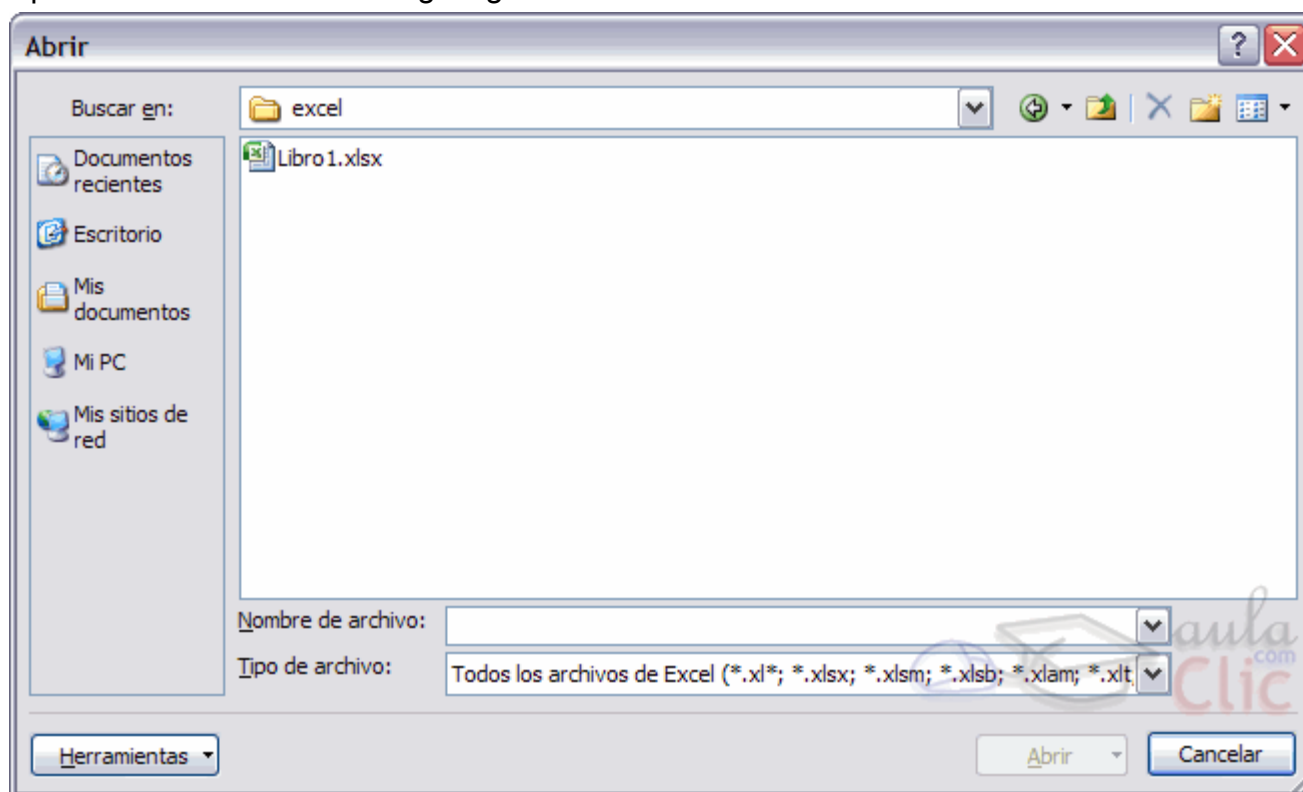 Abrir
Buscar en:
excel
Documentos
recientes
Escritorio
Mis
documentos
Mi PC
Mis sitios de
red
Libro1.xlsx
Nombre de archivo:
Tipo de archivo:
Todos los archivos de Excel (*.xl*; *.xlsx; *.xlsm; *.xlsb; *.xlam; *.xlt
Herramientas
Abrir
Cancelar
aula
Clic
.com